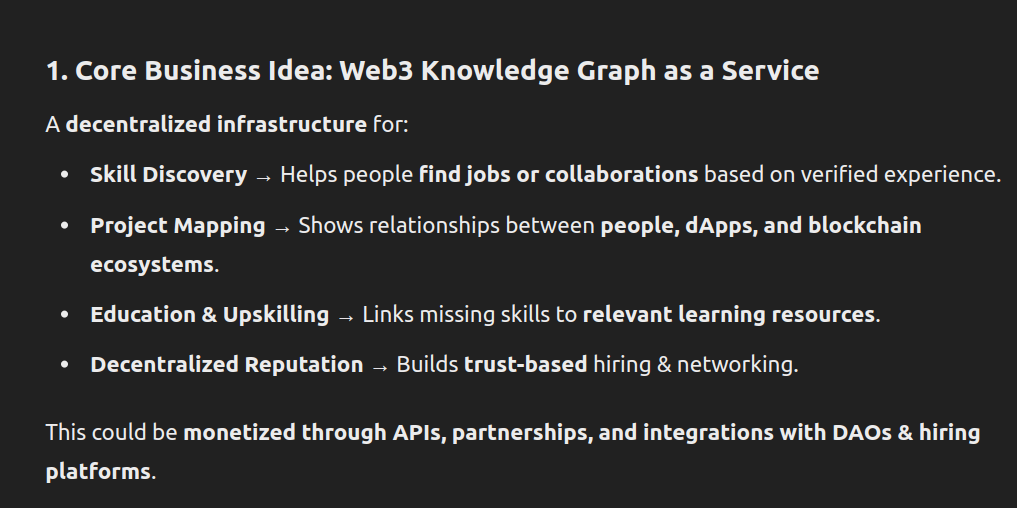 1. Core Business Idea: Web3 Knowledge Graph as a Service
A decentralized infrastructure for:
• Skill Discovery → Helps people find jobs or collaborations based on verified experience.
• Project Mapping → Shows relationships between people, dApps, and blockchain
ecosystems.
• Education & Upskilling → Links missing skills to relevant learning resources.
• Decentralized Reputation → Builds trust-based hiring & networking.
This could be monetized through APIs, partnerships, and integrations with DAOs & hiring
platforms.